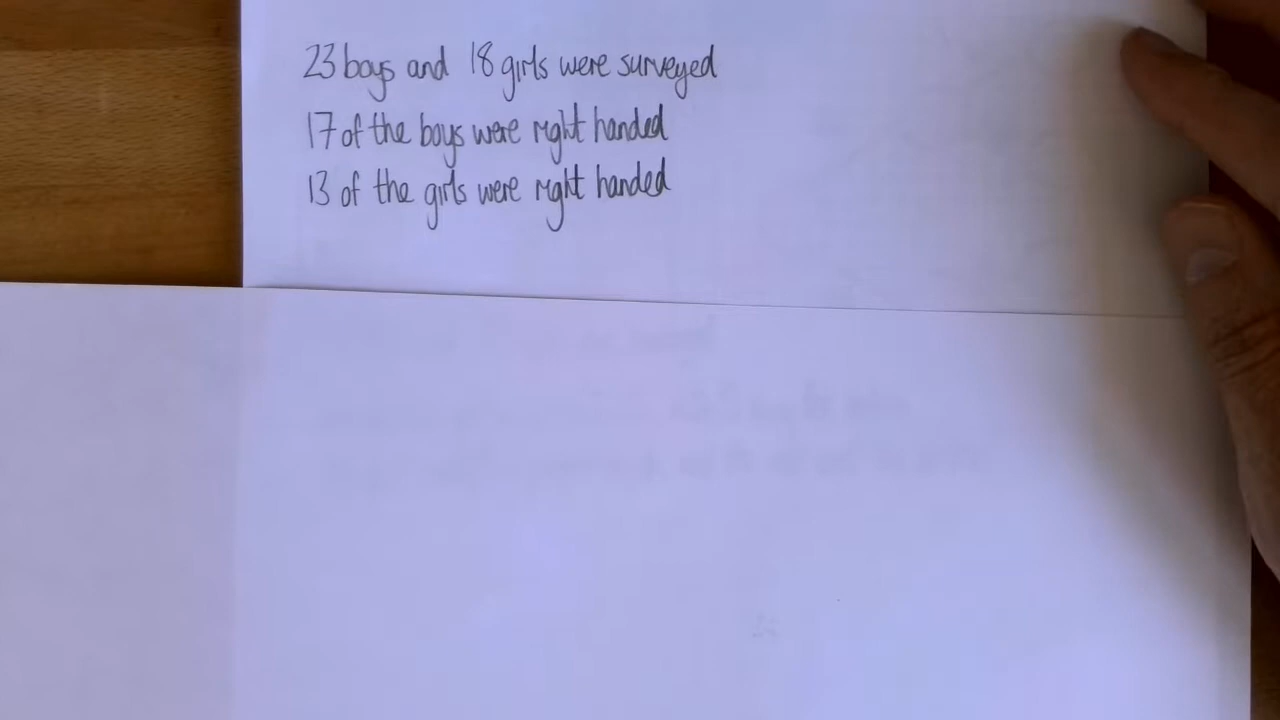 23 boys and 18 girls were surveyed
17 of the boys were right handed
13 of the girls were right handed